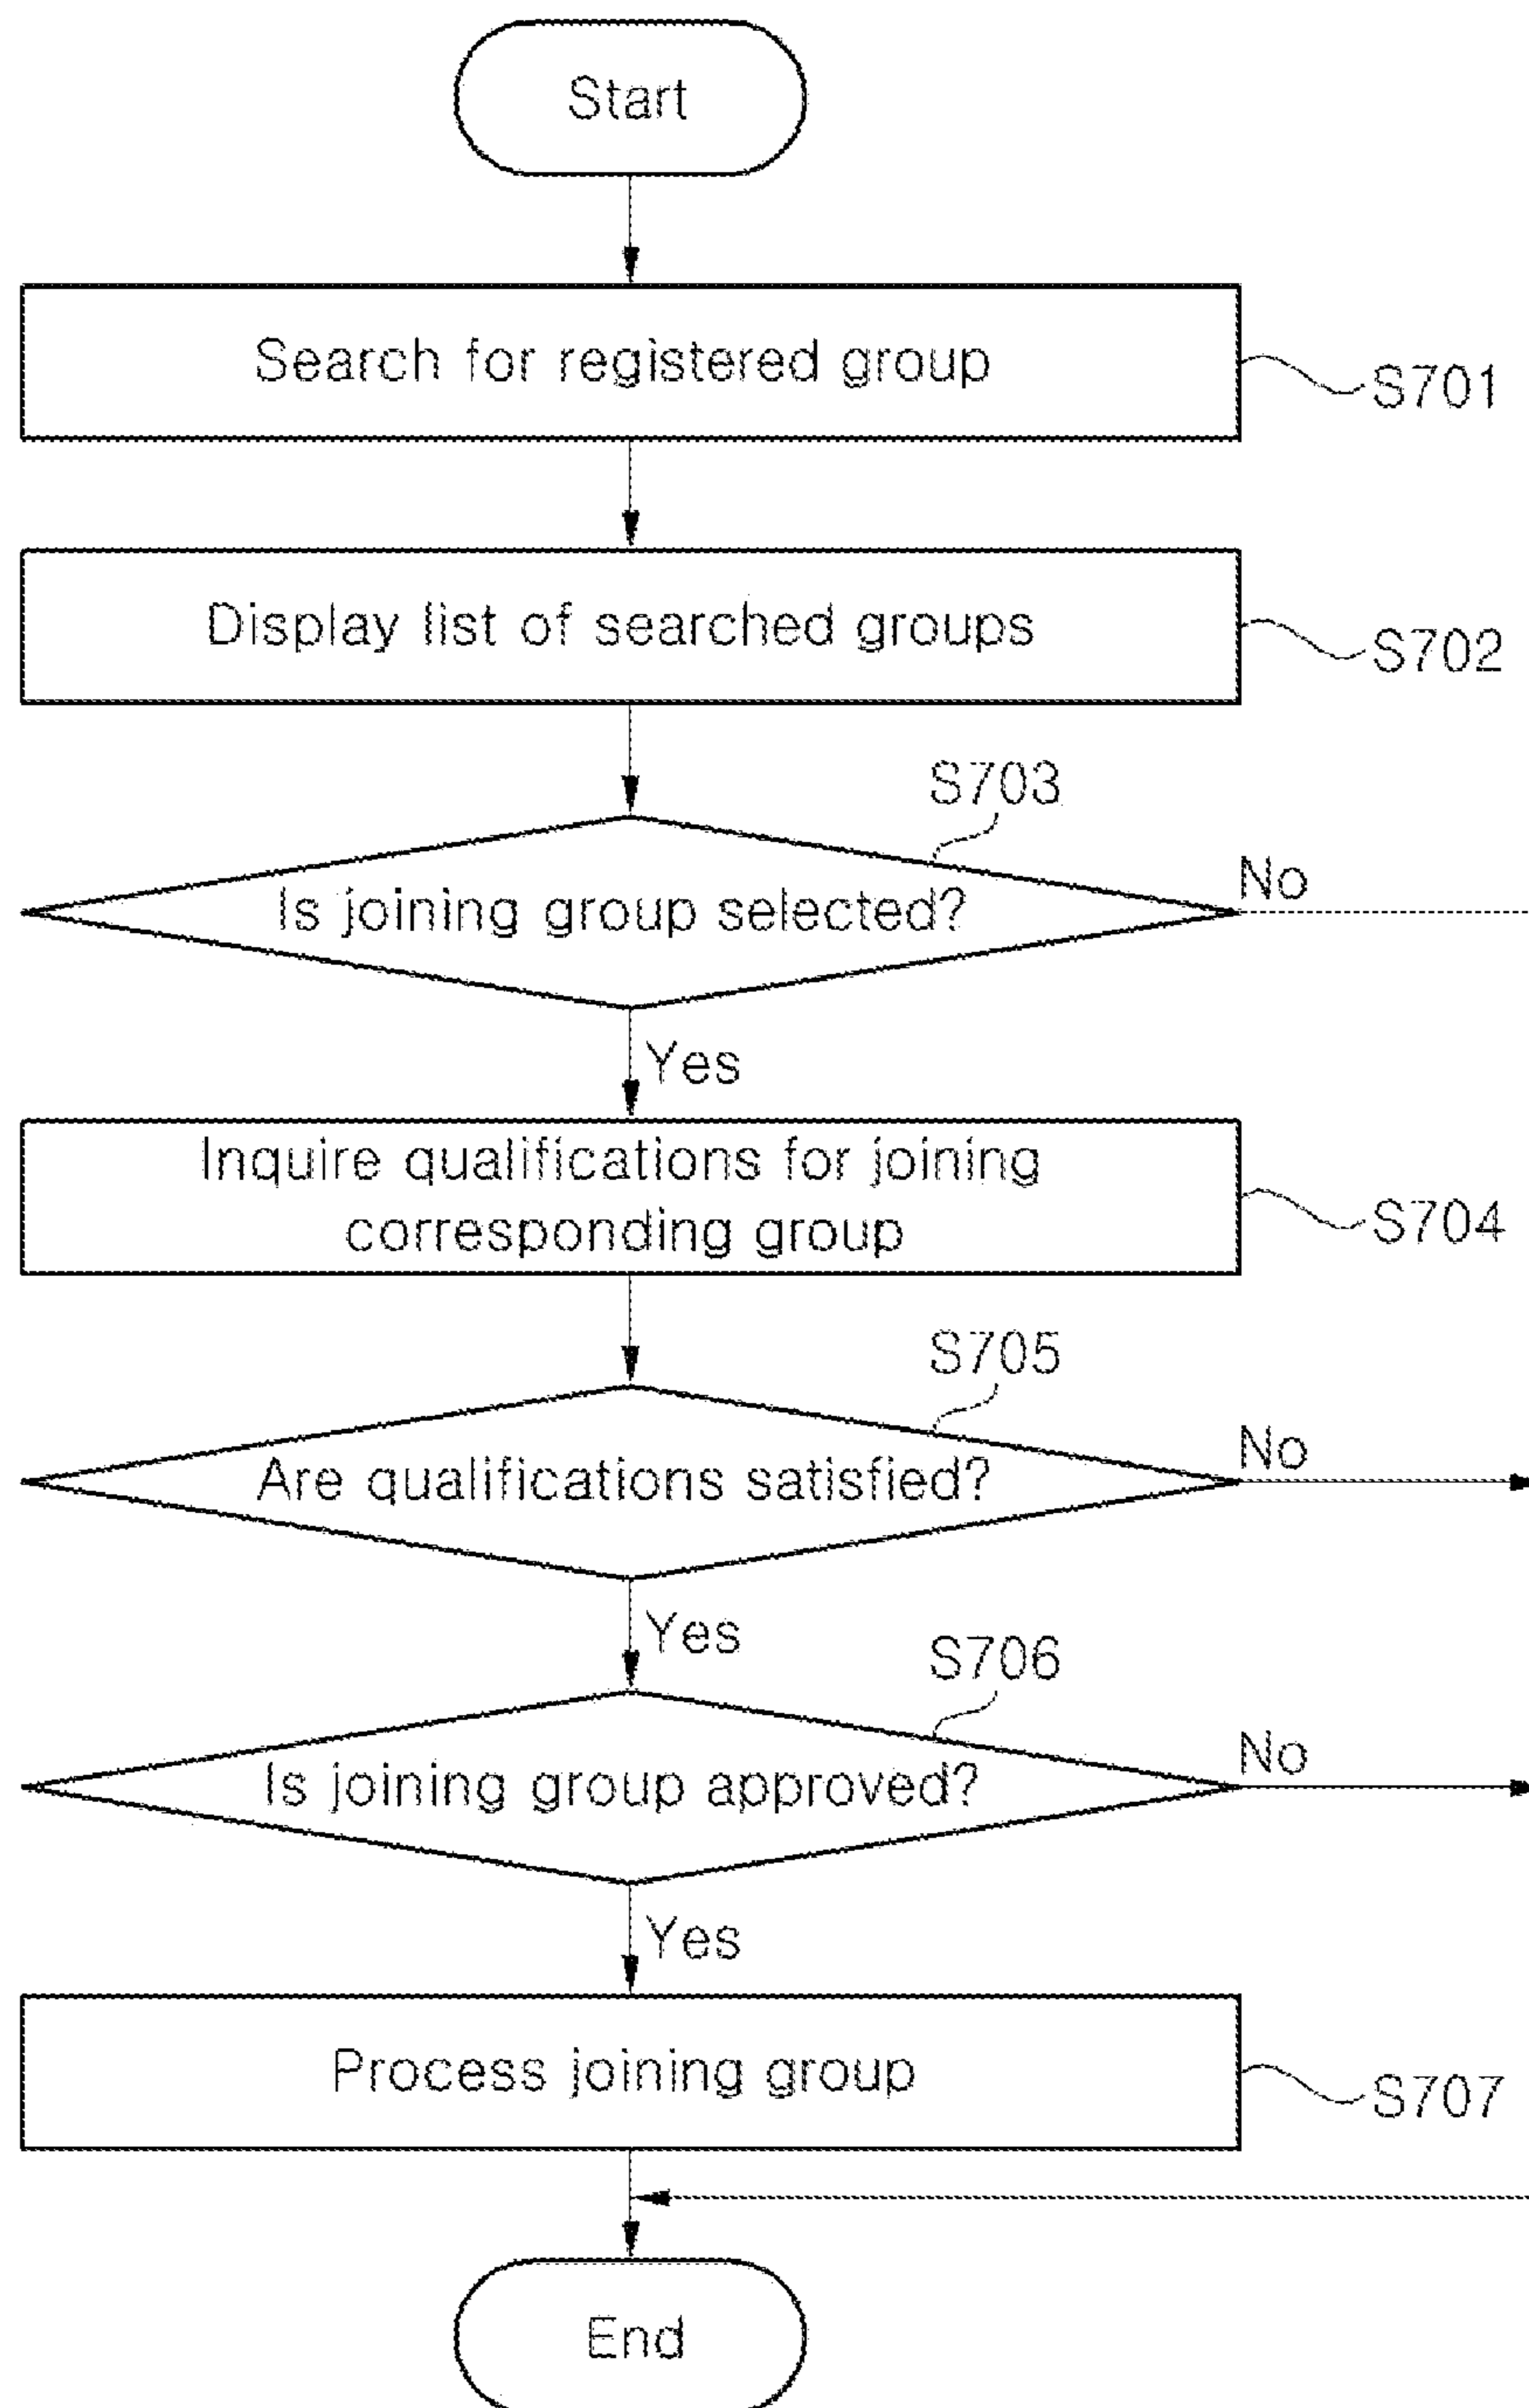 Start
Search for registered group
S701
Display list of searched groups
S702
S703
Is joining group selected?
No
Yes
Inquire qualifications for joining
corresponding group
S704
S705
Are qualifications satisfied?
No
Yes
S706
Is joining group approved?
No
Yes
Process joining group
S707
End